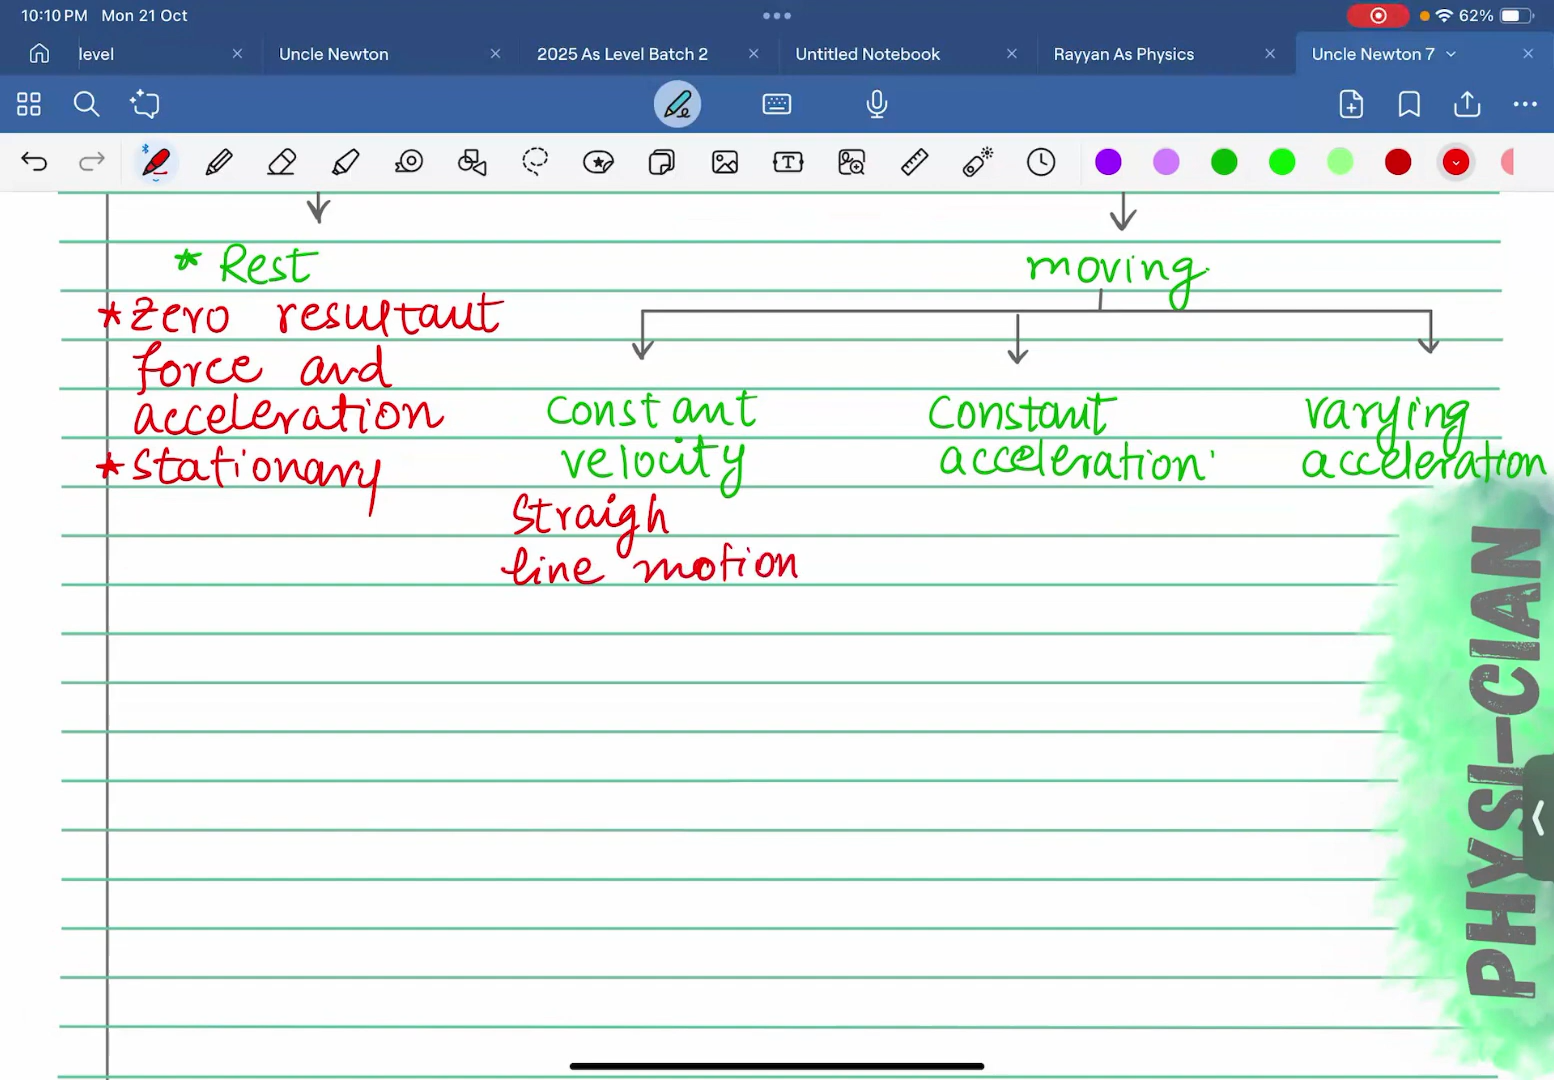 10:10 PM Mon 21 Oct
62%
level
Uncle Newton
2025 As Level Batch 2
Untitled Notebook
Rayyan As Physics
Uncle Newton 7
* Rest
moving
* Zero resultant
force and
acceleration
* Stationary
Constant
velocity
Straigh
line motion
Constant
acceleration
varying
acceleration
PHYSI-CIAN